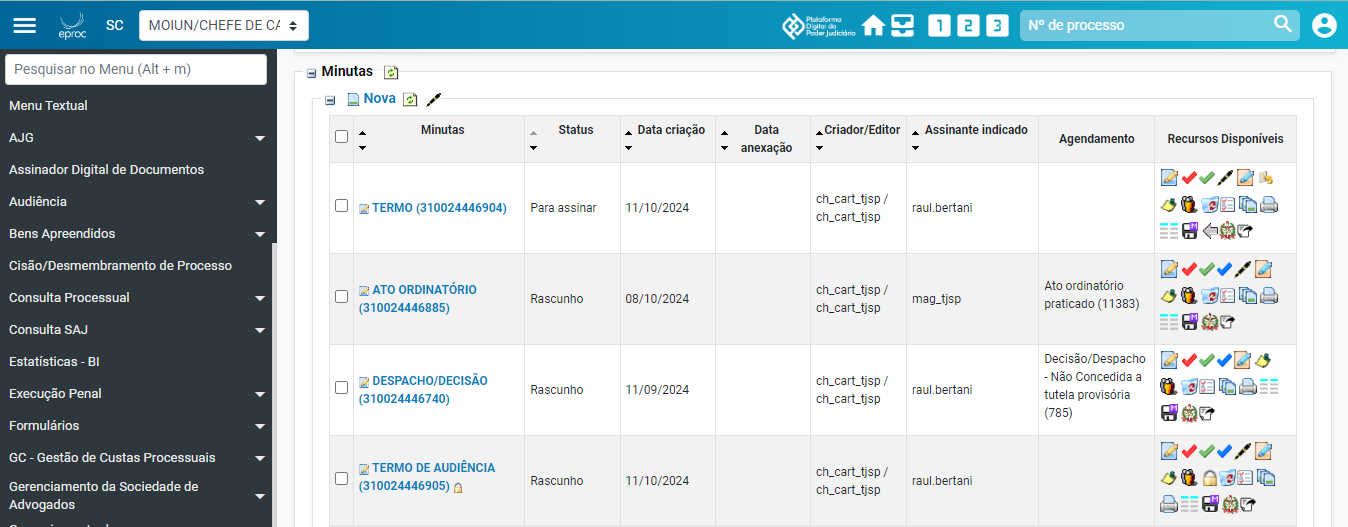 eproc
SC
MOIUN/CHEFE DE CA
Plataforma
Digital do
Poder Judiciário
1 2 3
Nº de processo
Pesquisar no Menu (Alt + m)
Menu Textual
AJG
Assinador Digital de Documentos
Audiência
Bens Apreendidos
Cisão/Desmembramento de Processo
Consulta Processual
Consulta SAJ
Estatísticas - BI
Execução Penal
Formulários
GC - Gestão de Custas Processuais
Gerenciamento da Sociedade de
Advogados
Minutas
Nova
Minutas
Status
Data criação
Data
anexação
Criador/Editor
Assinante indicado
Agendamento
Recursos Disponíveis
TERMO (310024446904)
Para assinar
11/10/2024
ch_cart_tjsp /
ch_cart_tjsp
raul.bertani
ATO ORDINATÓRIO
(310024446885)
Rascunho
08/10/2024
ch_cart_tjsp /
ch_cart_tjsp
mag_tjsp
Ato ordinatório
praticado (11383)
DESPACHO/DECISÃO
(310024446740)
Rascunho
11/09/2024
ch_cart_tjsp /
ch_cart_tjsp
raul.bertani
Decisão/Despacho
- Não Concedida a
tutela provisória
(785)
TERMO DE AUDIÊNCIA
(310024446905)
Rascunho
11/10/2024
ch_cart_tjsp /
ch_cart_tjsp
raul.bertani